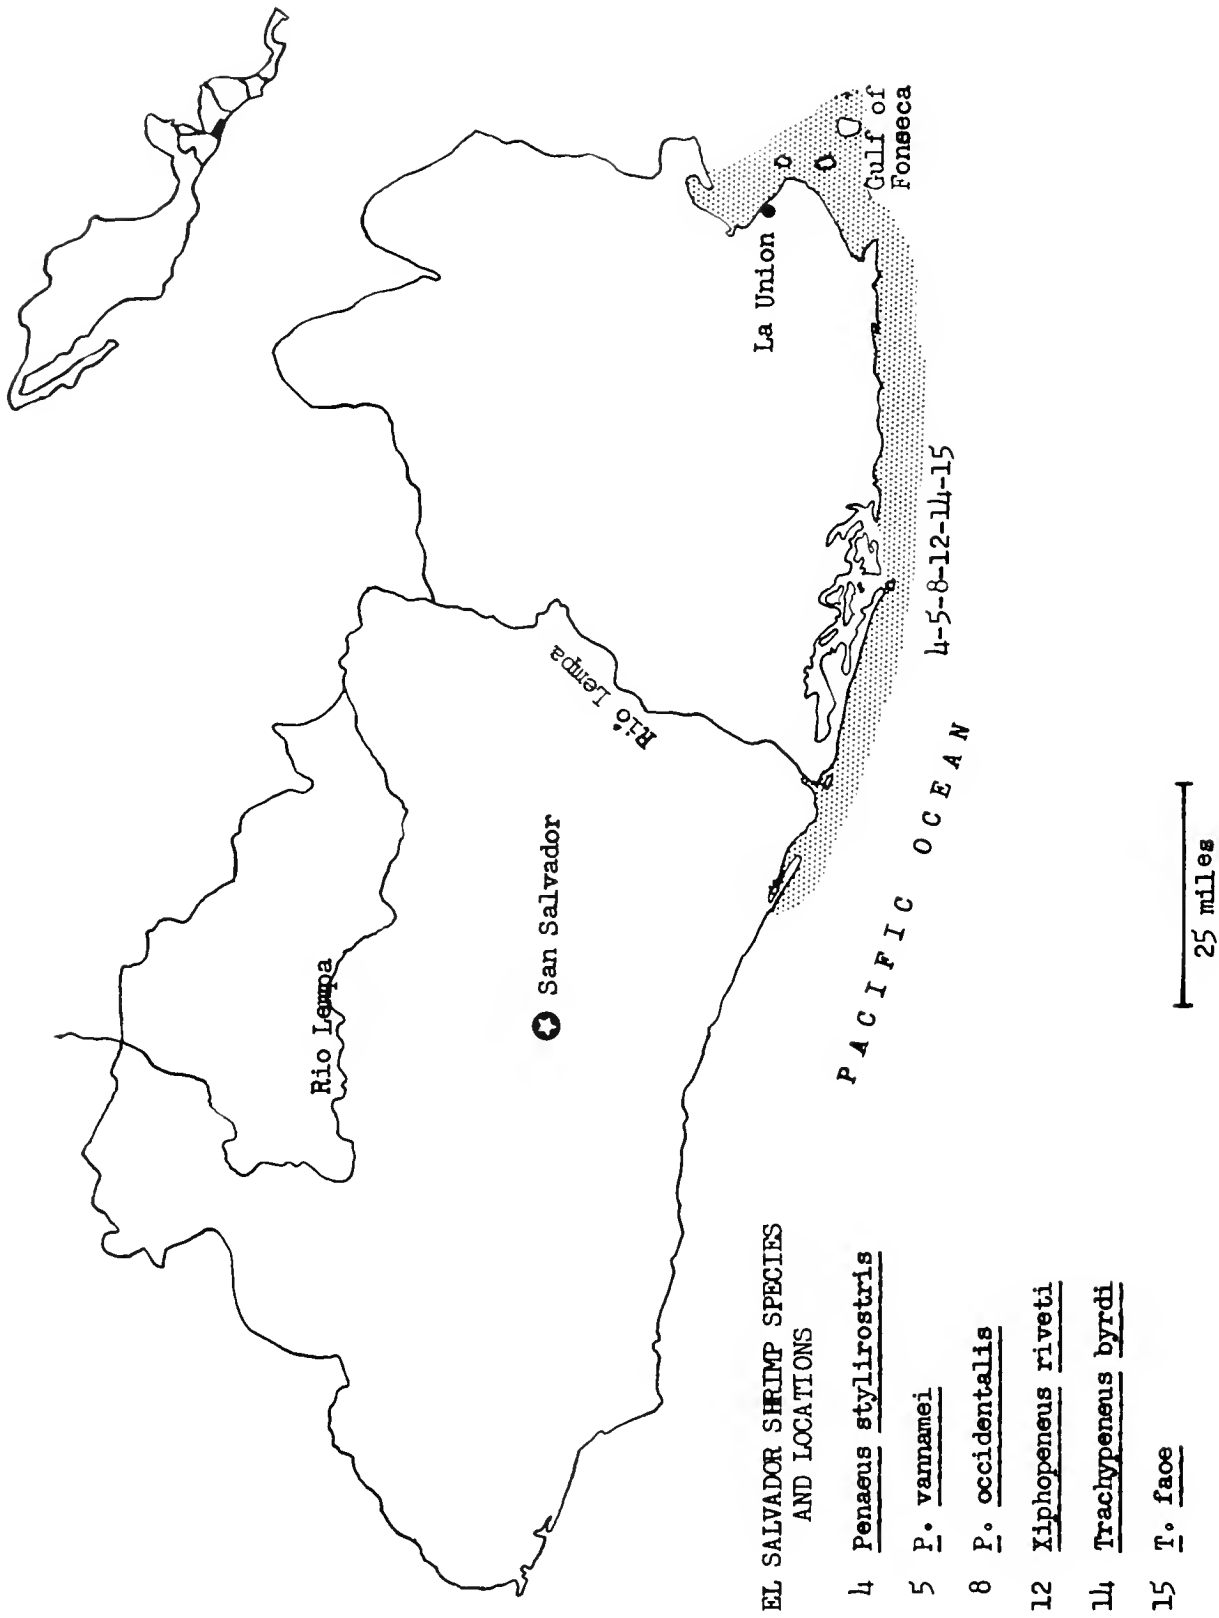 Rio Lempa
Rió Lempa
San Salvador
La Union
Gulf of
Fonseca
4-5-8-12-14-15
PACIFIC OCEAN
25 miles
EL SALVADOR SHRIMP SPECIES
AND LOCATIONS
4 Penaeus stylirostris
5 P. vannamei
8 P. occidentalis
12 Xiphopeneus riveti
14 Trachypeneus byrdi
15 T. faoe